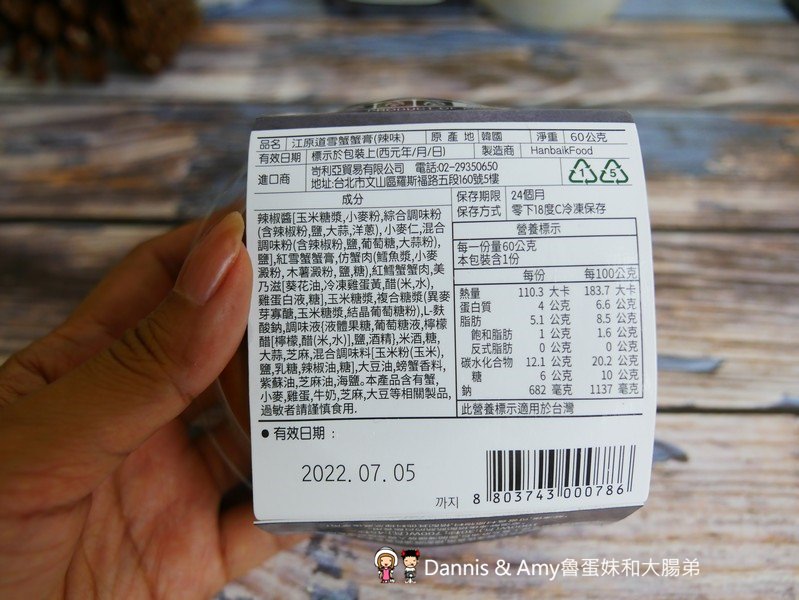 品名 江原道雪蟹蟹膏(辣味) 原產地 韓國 淨重 60公克
有效日期 標示於包裝上(西元年/月/日) 製造商 HanbaikFood
進口商 岢利亞貿易有限公司 電話:02-29350650
地址:台北市文山區羅斯福路五段160號5樓
1 5
成分
辣椒醬[玉米糖漿,小麥粉,綜合調味粉
(含辣椒粉,鹽,大蒜,洋蔥),小麥仁,混合
調味粉(含辣椒粉,鹽,葡萄糖,大蒜粉),
鹽],紅雪蟹蟹膏,仿蟹肉(鱈魚漿,小麥
澱粉, 木薯澱粉, 鹽,糖),紅鱈蟹蟹肉,美
乃滋[葵花油,冷凍雞蛋黃,醋(米,水),
雞蛋白液,糖],玉米糖漿,複合糖漿(異麥
芽寡醣,玉米糖漿,結晶葡萄糖粉),L-麩
酸鈉,調味液(液體果糖,葡萄糖液,檸檬
醋[檸檬,醋(米,水)],鹽,酒精),米酒,糖,
大蒜,芝麻,混合調味料[玉米粉(玉米),
鹽,乳糖,辣椒油,糖],大豆油,螃蟹香料,
紫蘇油,芝麻油,海鹽。本產品含有蟹,
小麥,雞蛋,牛奶,芝麻,大豆等相關製品,
過敏者請謹慎食用.
保存期限 24個月
保存方式 零下18度C冷凍保存
營養標示
每一份量60公克
本包裝含1份
每份 每100公克
熱量 110.3 大卡 183.7 大卡
蛋白質 4 公克 6.6 公克
脂肪 5.1 公克 8.5 公克
飽和脂肪 1 公克 1.6 公克
反式脂肪 0 公克 0 公克
碳水化合物 12.1 公克 20.2 公克
糖 6 公克 10 公克
鈉 682 毫克 1137 毫克
此營養標示適用於台灣
●有效日期：
2022.07.05
까지
8 803743 000786
Dannis & Amy魯蛋妹和大腸弟